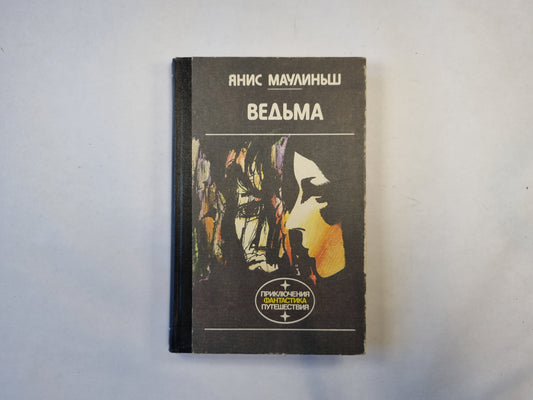 ЯНИС МАУЛИНЬШ
ВЕДЬМА
ПРИКЛЮЧЕНИЯ
ФАНТАСТИКА
ПУТЕШЕСТВИЯ